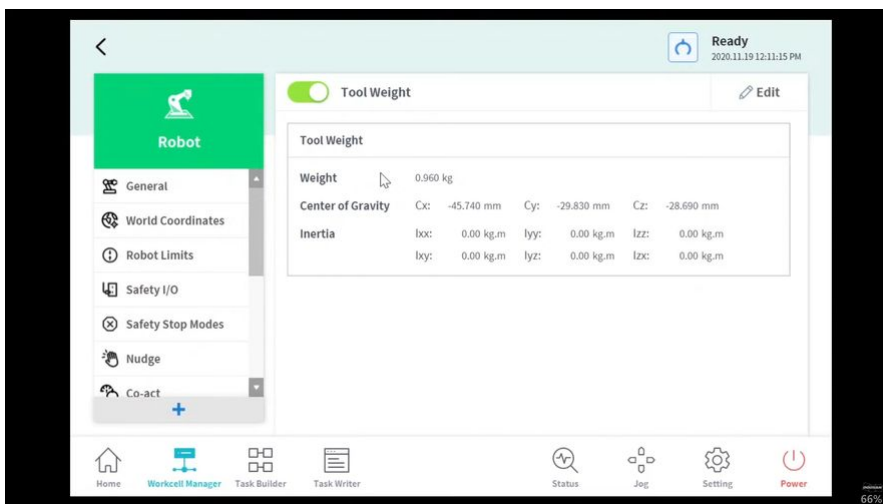 Ready
2020.11.19 12:11:15 PM
Robot
General
World Coordinates
Robot Limits
Safety I/O
Safety Stop Modes
Nudge
Co-act
Tool Weight
Edit
Tool Weight
Weight 0.960 kg
Center of Gravity Cx: -45.740 mm Cy: -29.830 mm Cz: -28.690 mm
Inertia Ixx: 0.00 kg.m Iyy: 0.00 kg.m Izz: 0.00 kg.m
Ixy: 0.00 kg.m Iyz: 0.00 kg.m Izx: 0.00 kg.m
Home Workcell Manager Task Builder Task Writer Status Jog Setting Power
66%